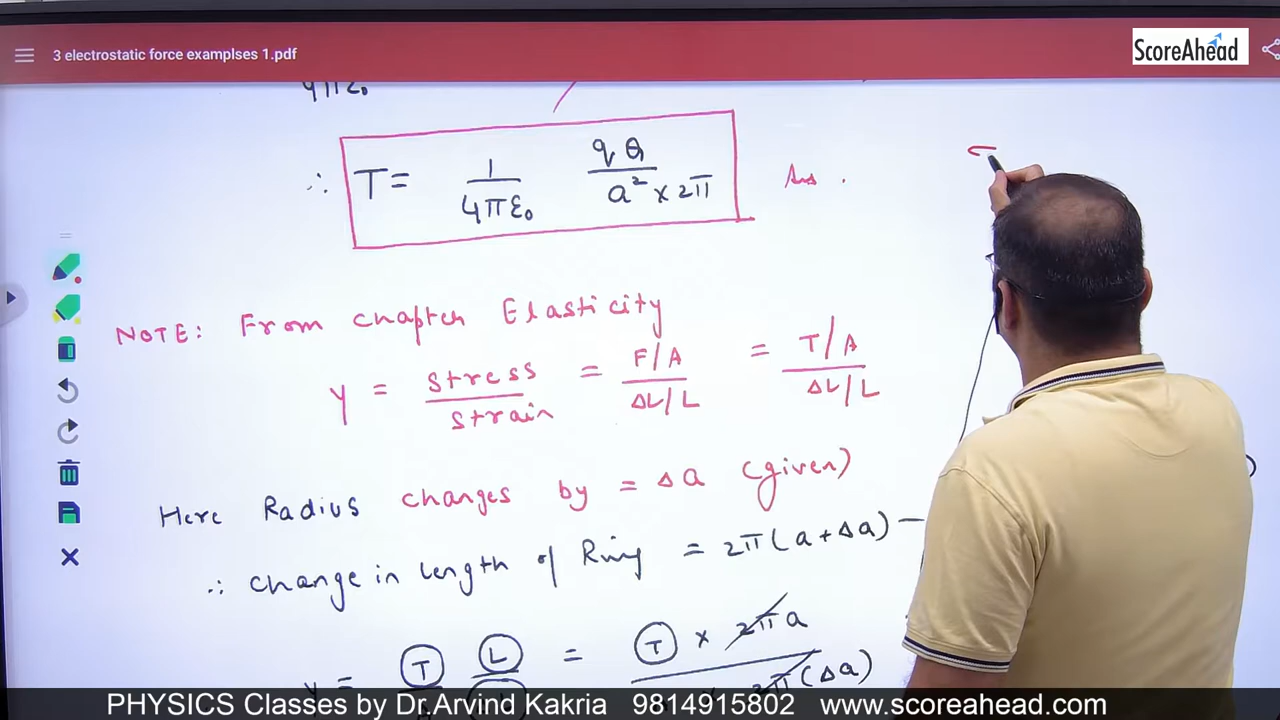 3 electrostatic force examplses 1.pdf
ScoreAhead
4πε₀
∴ T = 1/4πε₀ qQ/a² × 2π Ans.
NOTE: From Chapter Elasticity
Y = Stress/Strain = F/A / ΔL/L = T/A / ΔL/L
Here Radius changes by = Δa (given)
∴ Change in length of Ring = 2π(a+Δa) −
Y = T L = T × 2πa / 2π(Δa)
PHYSICS Classes by Dr.Arvind Kakria 9814915802 www.scoreahead.com